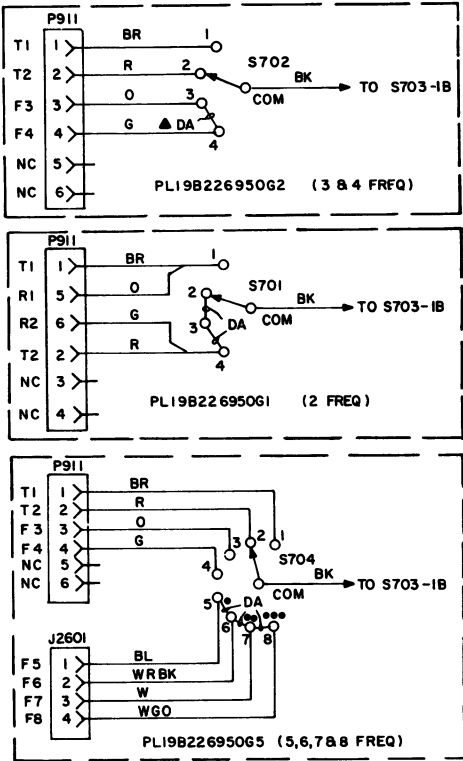 P911
T1 1 BR 1
T2 2 R 2 S702 BK TO S703-1B
F3 3 O 3 COM
F4 4 G ▲ DA 4
NC 5
NC 6
PL19B226950G2 (3 & 4 FREQ)
P911
T1 1 BR 1
R1 5 O 2 S701 BK TO S703-1B
R2 6 G 3 DA COM
T2 2 R 4
NC 3
NC 4
PL19B226950G1 (2 FREQ)
P911
T1 1 BR
T2 2 R
F3 3 O 3 2 1
F4 4 G S704
NC 5 4 BK TO S703-1B
NC 6 COM
5 DA
6 7 8
J2601
F5 1 BL
F6 2 WRBK
F7 3 W
F8 4 WGO
PL19B226950G5 (5,6,7&8 FREQ)